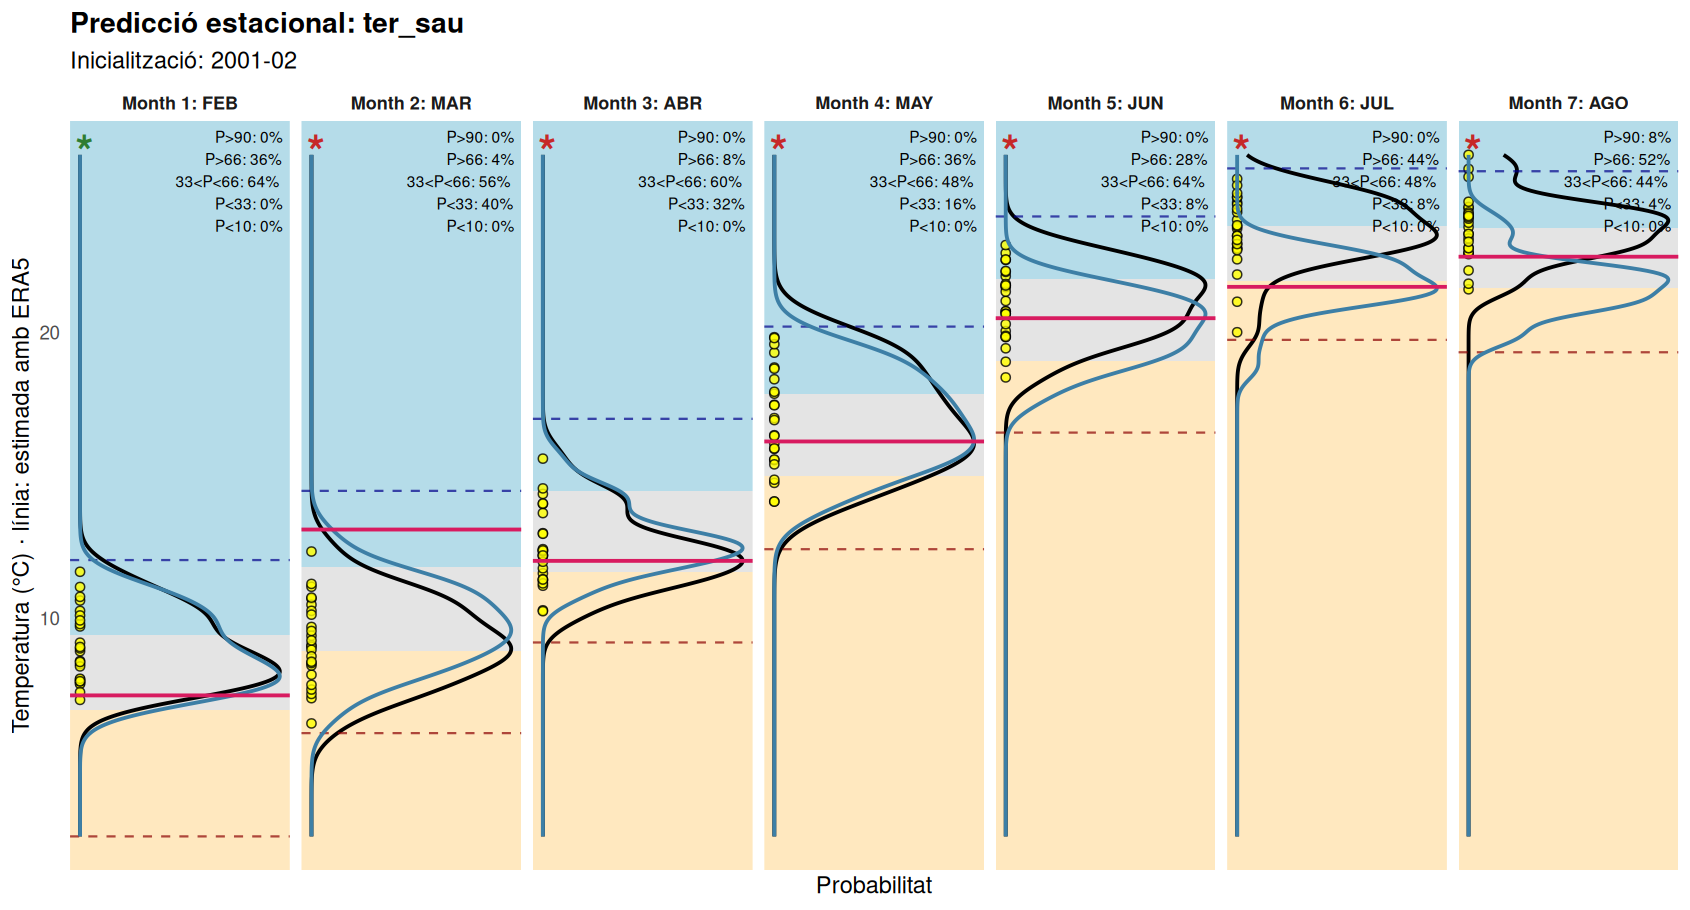 Predicció estacional: ter_sau
Inicialització: 2001-02
Month 1: FEB
Month 2: MAR
Month 3: ABR
Month 4: MAY
Month 5: JUN
Month 6: JUL
Month 7: AGO
*
P>90: 0%
P>66: 36%
33<P<66: 64%
P<33: 0%
P<10: 0%
*
P>90: 0%
P>66: 4%
33<P<66: 56%
P<33: 40%
P<10: 0%
*
P>90: 0%
P>66: 8%
33<P<66: 60%
P<33: 32%
P<10: 0%
*
P>90: 0%
P>66: 36%
33<P<66: 48%
P<33: 16%
P<10: 0%
*
P>90: 0%
P>66: 28%
33<P<66: 64%
P<33: 8%
P<10: 0%
*
P>90: 0%
P>66: 44%
33<P<66: 48%
P<33: 8%
P<10: 0%
*
P>90: 8%
P>66: 52%
33<P<66: 44%
P<33: 4%
P<10: 0%
Temperatura (°C) · línia: estimada amb ERA5
20
10
Probabilitat